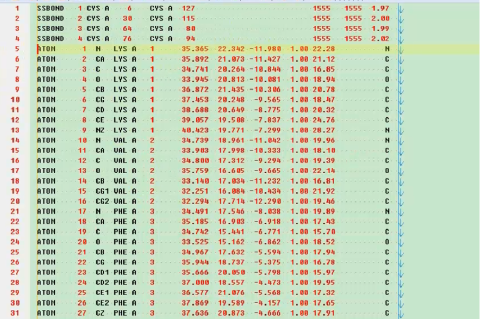 1 SSBOND 1 CYS A 6 CYS A 127 1555 1555 1.97
2 SSBOND 2 CYS A 30 CYS A 115 1555 1555 2.00
3 SSBOND 3 CYS A 64 CYS A 80 1555 1555 1.99
4 SSBOND 4 CYS A 76 CYS A 94 1555 1555 2.02
5 ATOM 1 N LYS A 1 35.365 22.342 -11.980 1.00 22.28 N
6 ATOM 2 CA LYS A 1 35.892 21.073 -11.427 1.00 21.12 C
7 ATOM 3 C LYS A 1 34.741 20.264 -10.844 1.00 16.85 C
8 ATOM 4 O LYS A 1 33.945 20.813 -10.081 1.00 18.94 O
9 ATOM 5 CB LYS A 1 36.872 21.435 -10.306 1.00 20.78 C
10 ATOM 6 CG LYS A 1 37.453 20.248 -9.565 1.00 18.47 C
11 ATOM 7 CD LYS A 1 38.688 20.649 -8.775 1.00 20.32 C
12 ATOM 8 CE LYS A 1 39.057 19.508 -7.837 1.00 24.76 C
13 ATOM 9 NZ LYS A 1 40.423 19.771 -7.299 1.00 28.27 N
14 ATOM 10 N VAL A 2 34.739 18.961 -11.042 1.00 19.96 N
15 ATOM 11 CA VAL A 2 33.903 17.998 -10.333 1.00 18.10 C
16 ATOM 12 C VAL A 2 34.800 17.312 -9.294 1.00 19.39 C
17 ATOM 13 O VAL A 2 35.759 16.605 -9.665 1.00 22.14 O
18 ATOM 14 CB VAL A 2 33.140 17.034 -11.232 1.00 16.81 C
19 ATOM 15 CG1 VAL A 2 32.251 16.084 -10.434 1.00 21.92 C
20 ATOM 16 CG2 VAL A 2 32.294 17.714 -12.290 1.00 19.46 C
21 ATOM 17 N PHE A 3 34.491 17.546 -8.038 1.00 19.89 N
22 ATOM 18 CA PHE A 3 35.185 16.903 -6.918 1.00 17.43 C
23 ATOM 19 C PHE A 3 34.742 15.441 -6.771 1.00 15.70 C
24 ATOM 20 O PHE A 3 33.525 15.162 -6.862 1.00 18.52 O
25 ATOM 21 CB PHE A 3 34.967 17.632 -5.594 1.00 17.94 C
26 ATOM 22 CG PHE A 3 35.944 18.737 -5.375 1.00 15.78 C
27 ATOM 23 CD1 PHE A 3 35.666 20.050 -5.798 1.00 15.97 C
28 ATOM 24 CD2 PHE A 3 37.000 18.557 -4.473 1.00 19.35 C
29 ATOM 25 CE1 PHE A 3 36.577 21.076 -5.568 1.00 17.32 C
30 ATOM 26 CE2 PHE A 3 37.869 19.589 -4.157 1.00 17.65 C
31 ATOM 27 CZ PHE A 3 37.636 20.873 -4.666 1.00 17.91 C